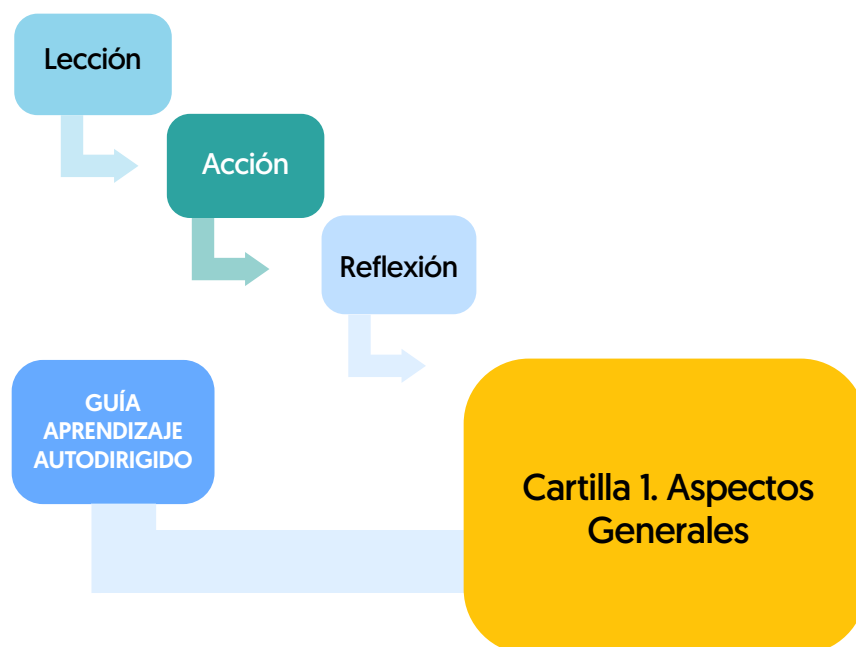 Lección
Acción
Reflexión
GUÍA
APRENDIZAJE
AUTODIRIGIDO
Cartilla 1. Aspectos
Generales